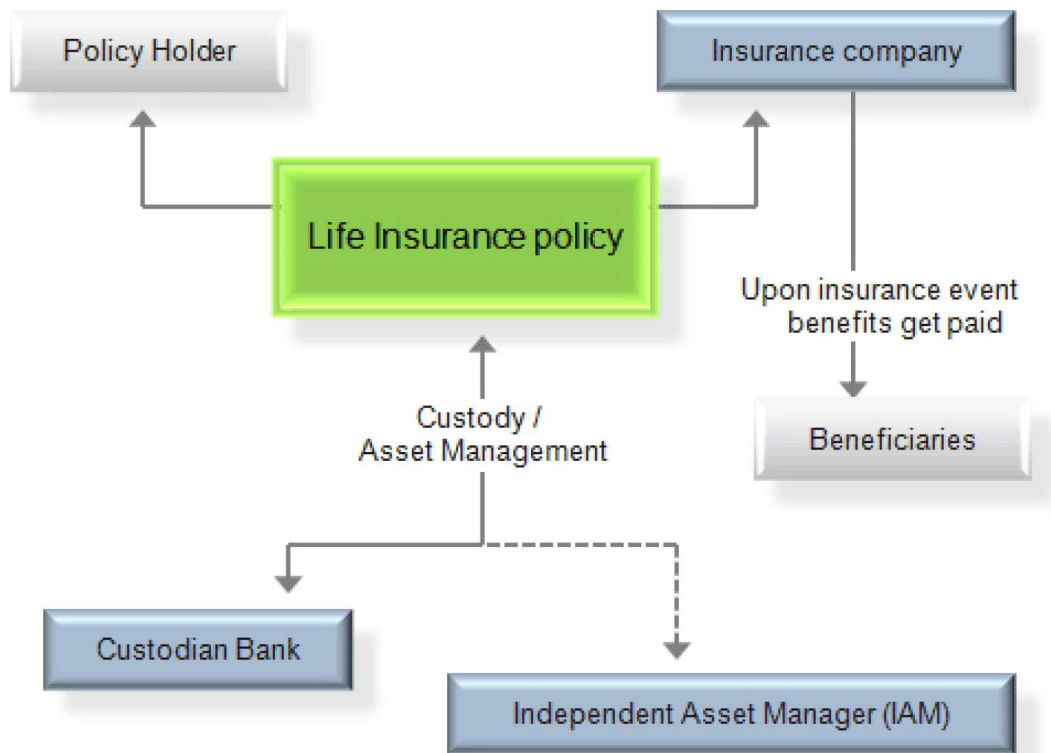 Policy Holder
Insurance company
Life Insurance policy
Upon insurance event
benefits get paid
Custody /
Asset Management
Beneficiaries
Custodian Bank
Independent Asset Manager (IAM)